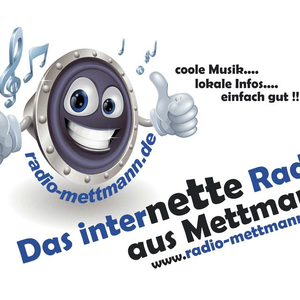 coole Musik....
lokale Infos....
einfach gut !!
radio-mettmann.de
Das internette Rad
aus Mettman
www.radio-mettmann